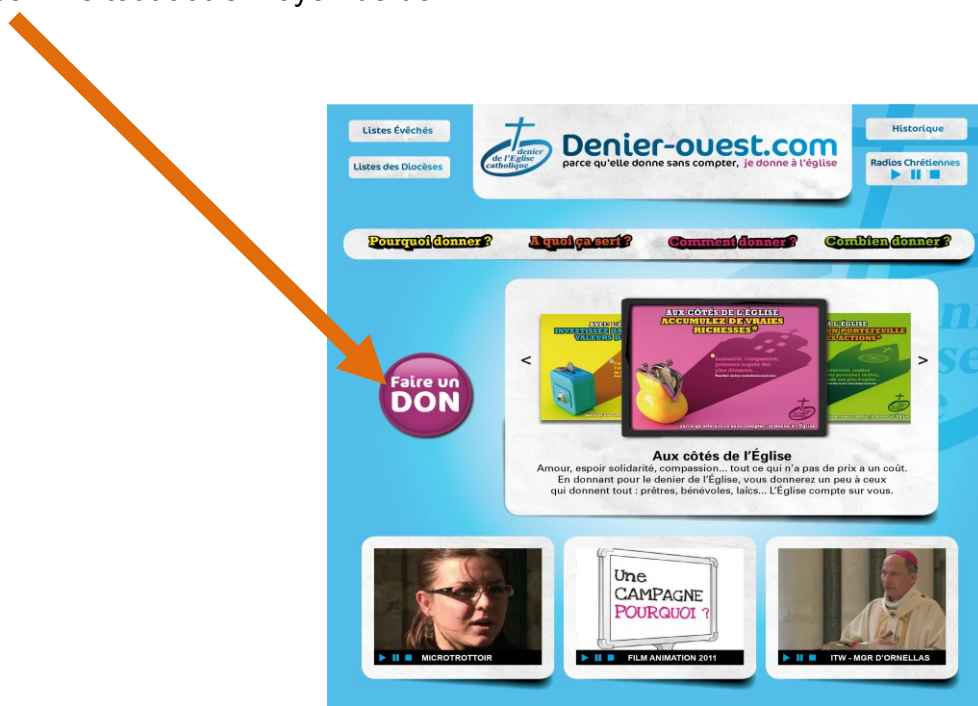 Listes Évêchés
Listes des Diocèses
denier
de l'Eglise
catholique
Denier-ouest.com
parce qu'elle donne sans compter, je donne à l'église
Historique
Radios Chrétiennes
Pourquoi donner ?
A quoi ça sert ?
Comment donner ?
Combien donner ?
Faire un
DON
<
AUX CÔTÉS DE L'ÉGLISE
ACCUMULEZ DE VRAIES
RICHESSES*
>
Aux côtés de l'Église
Amour, espoir solidarité, compassion... tout ce qui n'a pas de prix a un coût.
En donnant pour le denier de l'Église, vous donnerez un peu à ceux
qui donnent tout : prêtres, bénévoles, laïcs... L'Église compte sur vous.
MICROTROTTOIR
Une
CAMPAGNE
POURQUOI ?
FILM ANIMATION 2011
ITW - MGR D'ORNELLAS